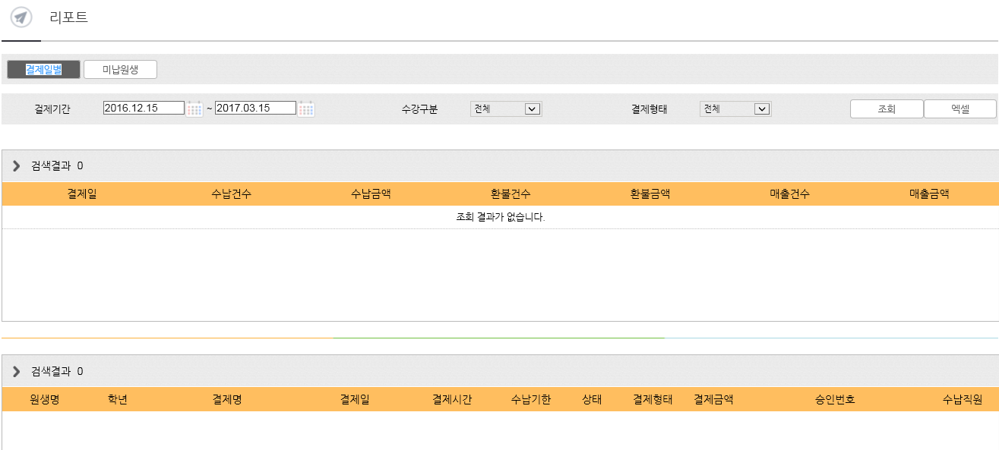 리포트
결제일별 미납원생
결제기간 2016.12.15 ~ 2017.03.15 수강구분 전체 결제형태 전체 조회 엑셀
검색결과 0
결제일 수납건수 수납금액 환불건수 환불금액 매출건수 매출금액
조회 결과가 없습니다.
검색결과 0
원생명 학년 결제명 결제일 결제시간 수납기한 상태 결제형태 결제금액 승인번호 수납직원